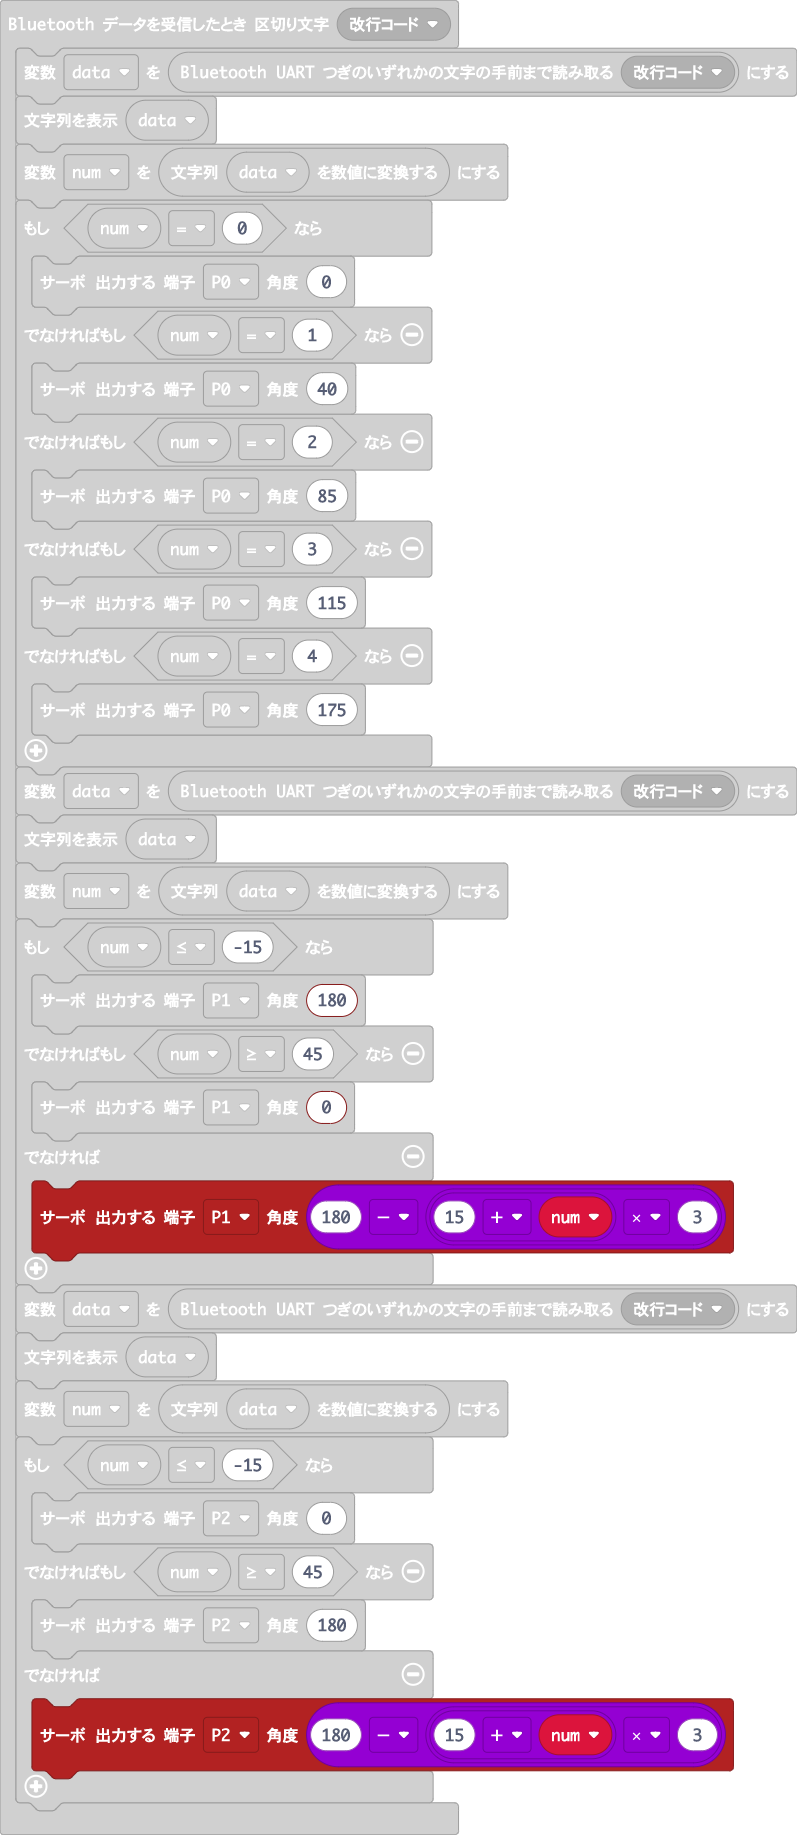 Bluetooth データを受信したとき 区切り文字 改行コード
変数 data を Bluetooth UART つぎのいずれかの文字の手前まで読み取る 改行コード にする
文字列を表示 data
変数 num を 文字列 data を数値に変換する にする
もし num = 0 なら
サーボ 出力する 端子 P0 角度 0
でなければもし num = 1 なら
サーボ 出力する 端子 P0 角度 40
でなければもし num = 2 なら
サーボ 出力する 端子 P0 角度 85
でなければもし num = 3 なら
サーボ 出力する 端子 P0 角度 115
でなければもし num = 4 なら
サーボ 出力する 端子 P0 角度 175
変数 data を Bluetooth UART つぎのいずれかの文字の手前まで読み取る 改行コード にする
文字列を表示 data
変数 num を 文字列 data を数値に変換する にする
もし num ≤ -15 なら
サーボ 出力する 端子 P1 角度 180
でなければもし num ≥ 45 なら
サーボ 出力する 端子 P1 角度 0
でなければ
サーボ 出力する 端子 P1 角度 180 - 15 + num × 3
変数 data を Bluetooth UART つぎのいずれかの文字の手前まで読み取る 改行コード にする
文字列を表示 data
変数 num を 文字列 data を数値に変換する にする
もし num ≤ -15 なら
サーボ 出力する 端子 P2 角度 0
でなければもし num ≥ 45 なら
サーボ 出力する 端子 P2 角度 180
でなければ
サーボ 出力する 端子 P2 角度 180 - 15 + num × 3